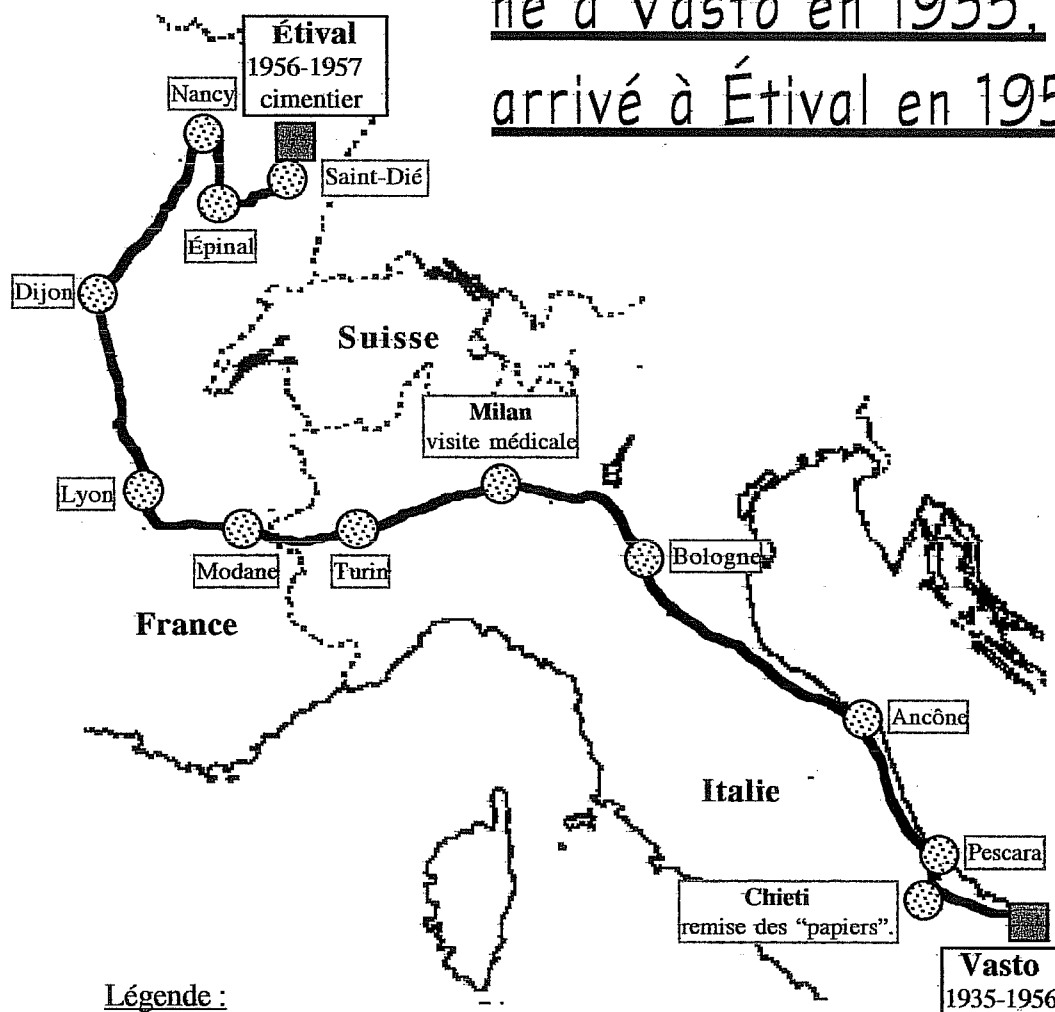 né à Vasto en 1935,
arrivé à Étival en 195
Étival
1956-1957
cimentier
Nancy
Saint-Dié
Épinal
Dijon
Suisse
Milan
visite médicale
Lyon
Modane
Turin
Bologne
France
Ancône
Italie
Pescara
Chieti
remise des “papiers”.
Vasto
1935-1956
Légende :